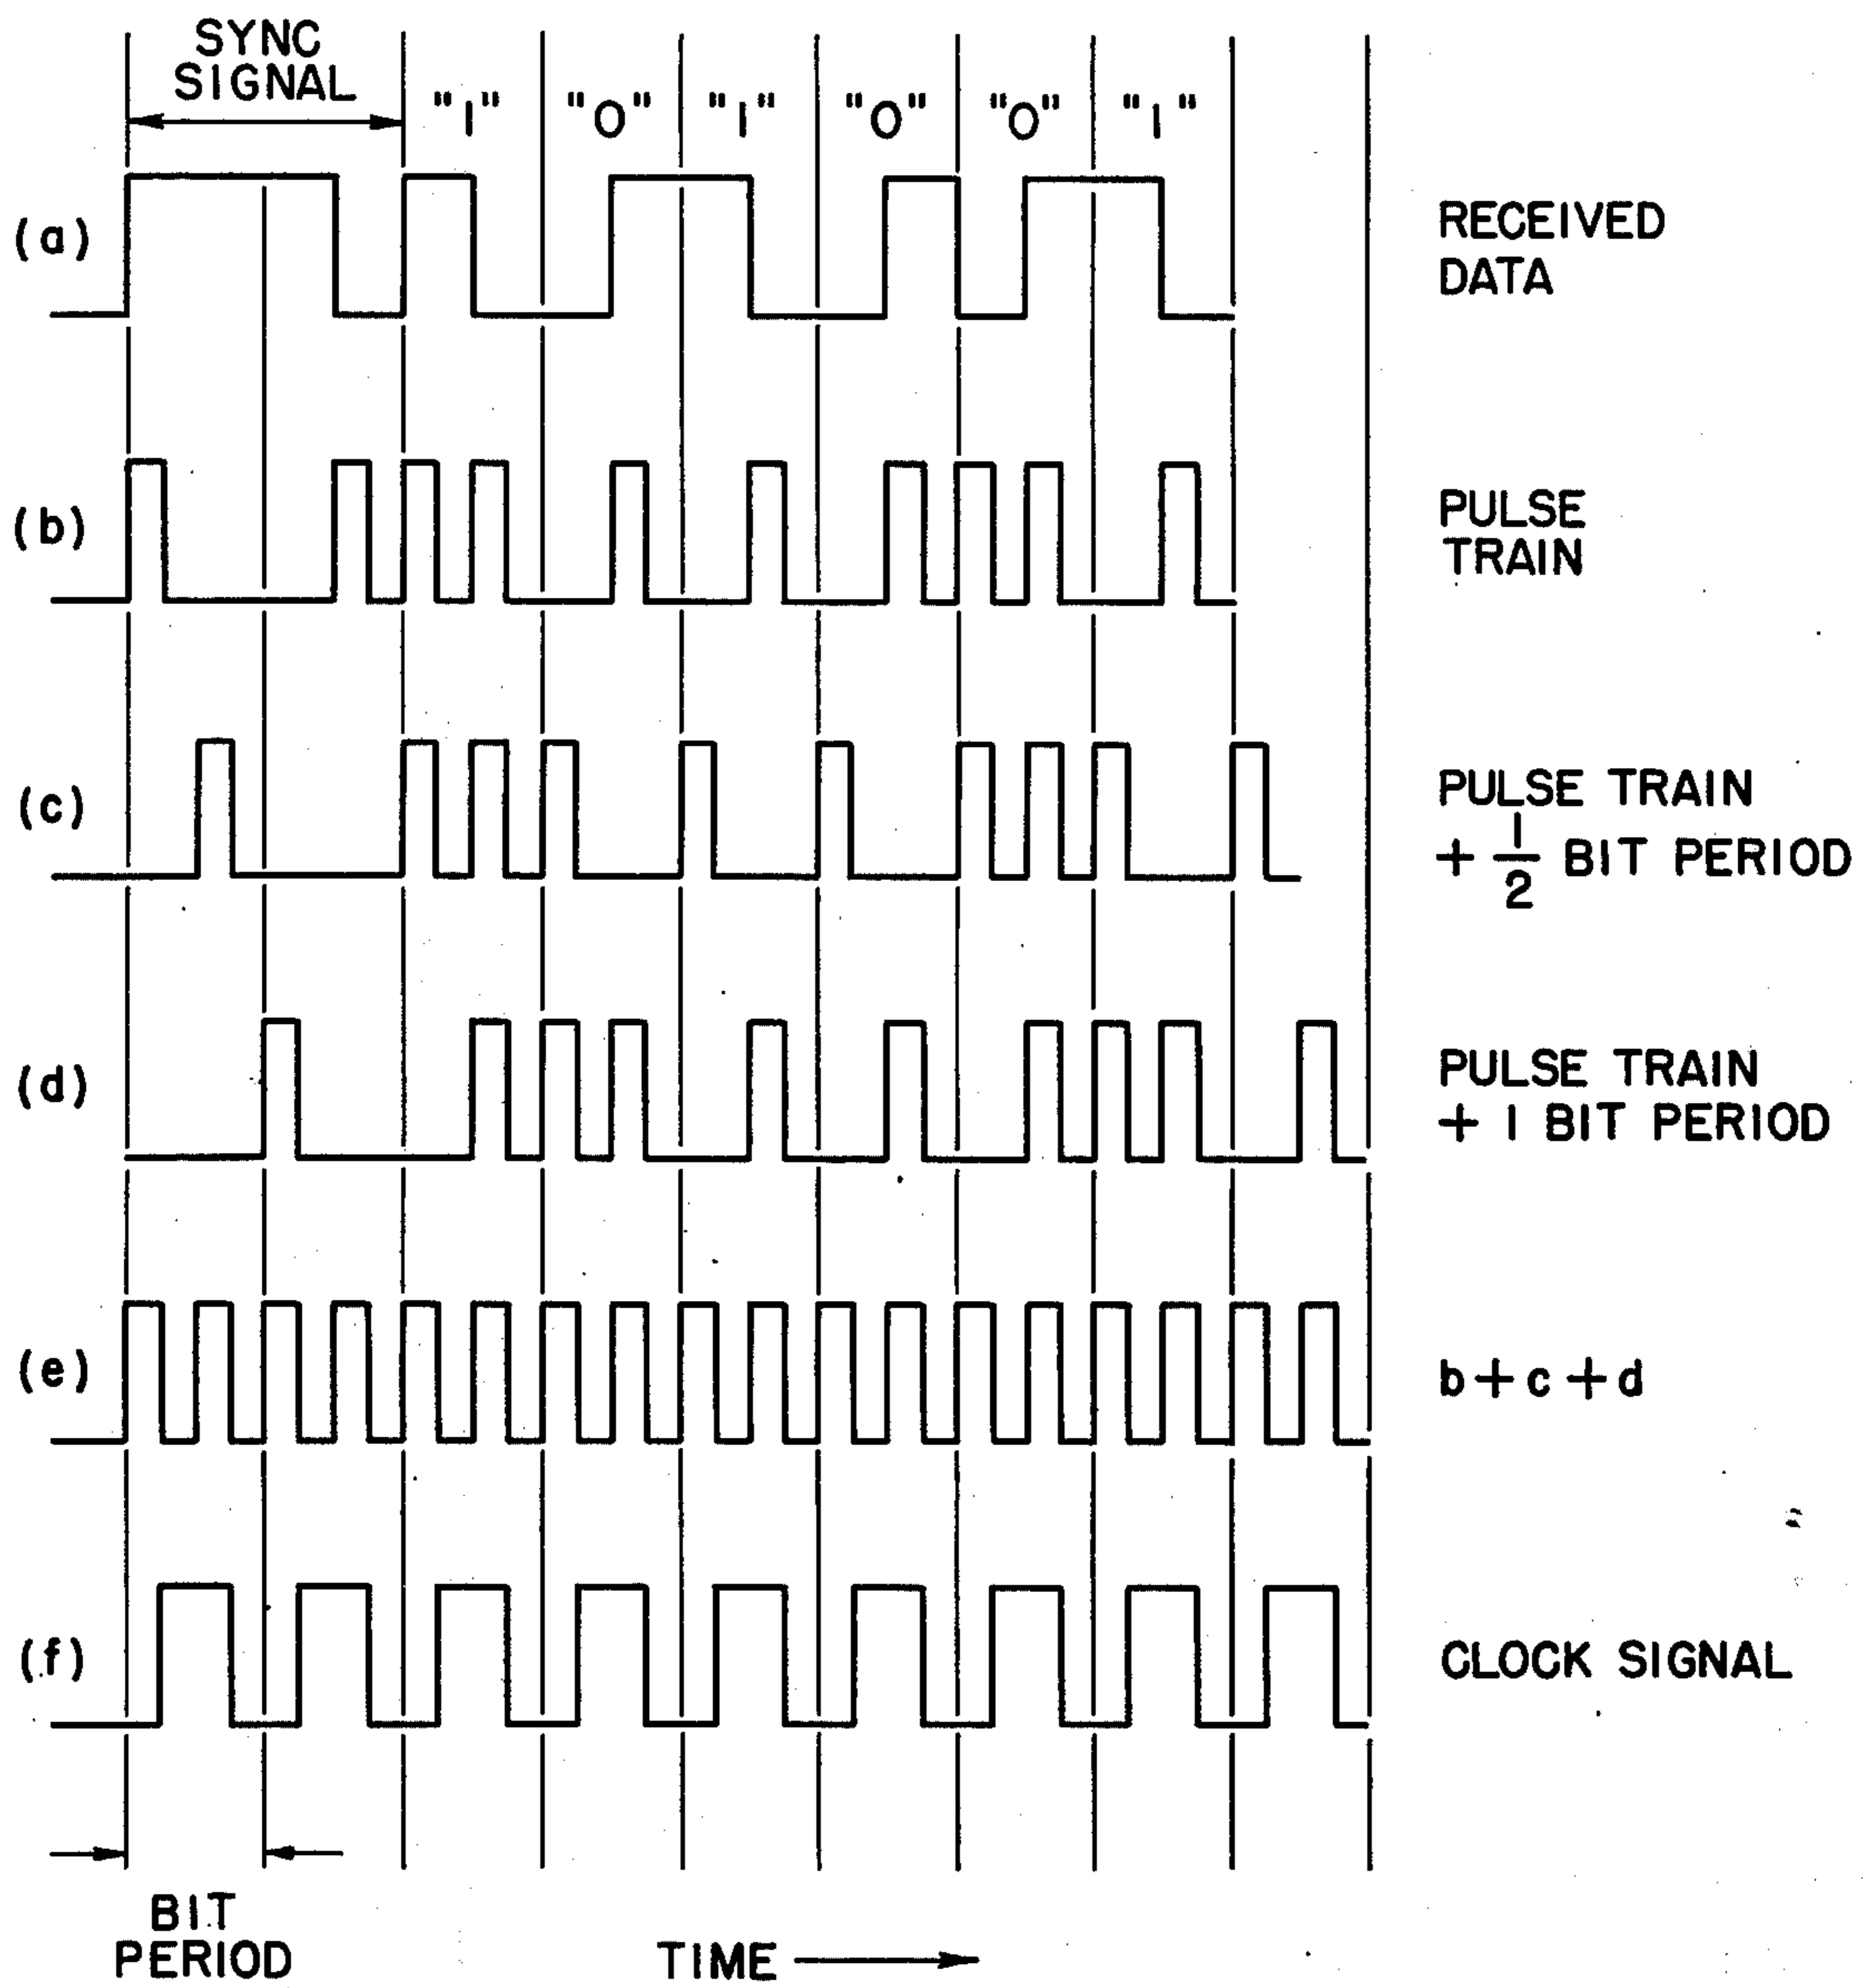 SYNC
SIGNAL
"1" "0" "1" "0" "0" "1"
(a)
RECEIVED
DATA
(b)
PULSE
TRAIN
(c)
PULSE TRAIN
+ 1/2 BIT PERIOD
(d)
PULSE TRAIN
+ 1 BIT PERIOD
(e)
b+c+d
(f)
CLOCK SIGNAL
BIT
PERIOD
TIME